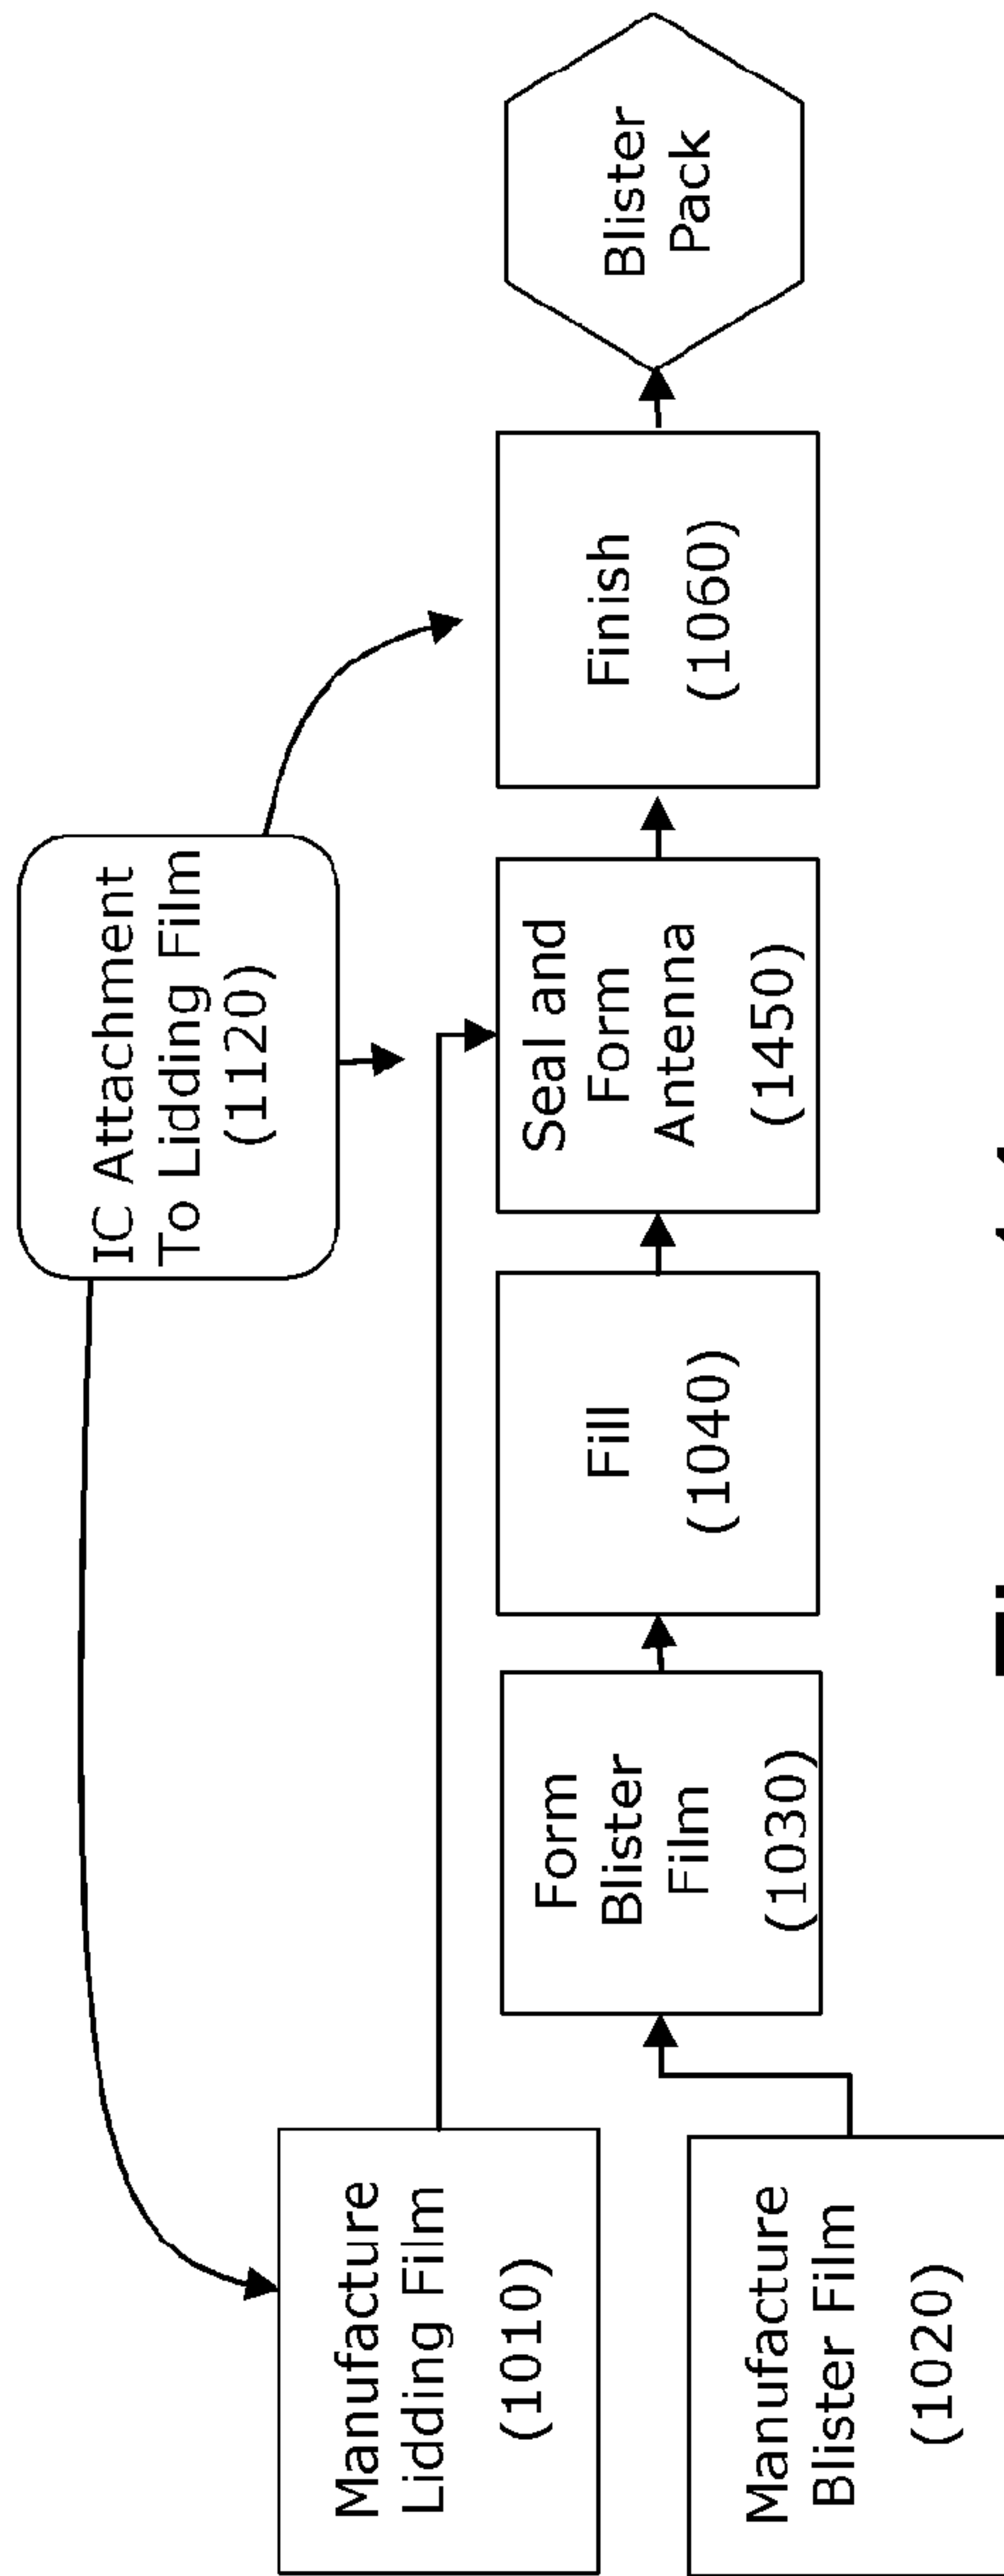 IC Attachment
To Lidding Film
(1120)
Manufacture
Lidding Film
(1010)
Manufacture
Blister Film
(1020)
Form
Blister
Film
(1030)
Fill
(1040)
Seal and
Form
Antenna
(1450)
Finish
(1060)
Blister
Pack